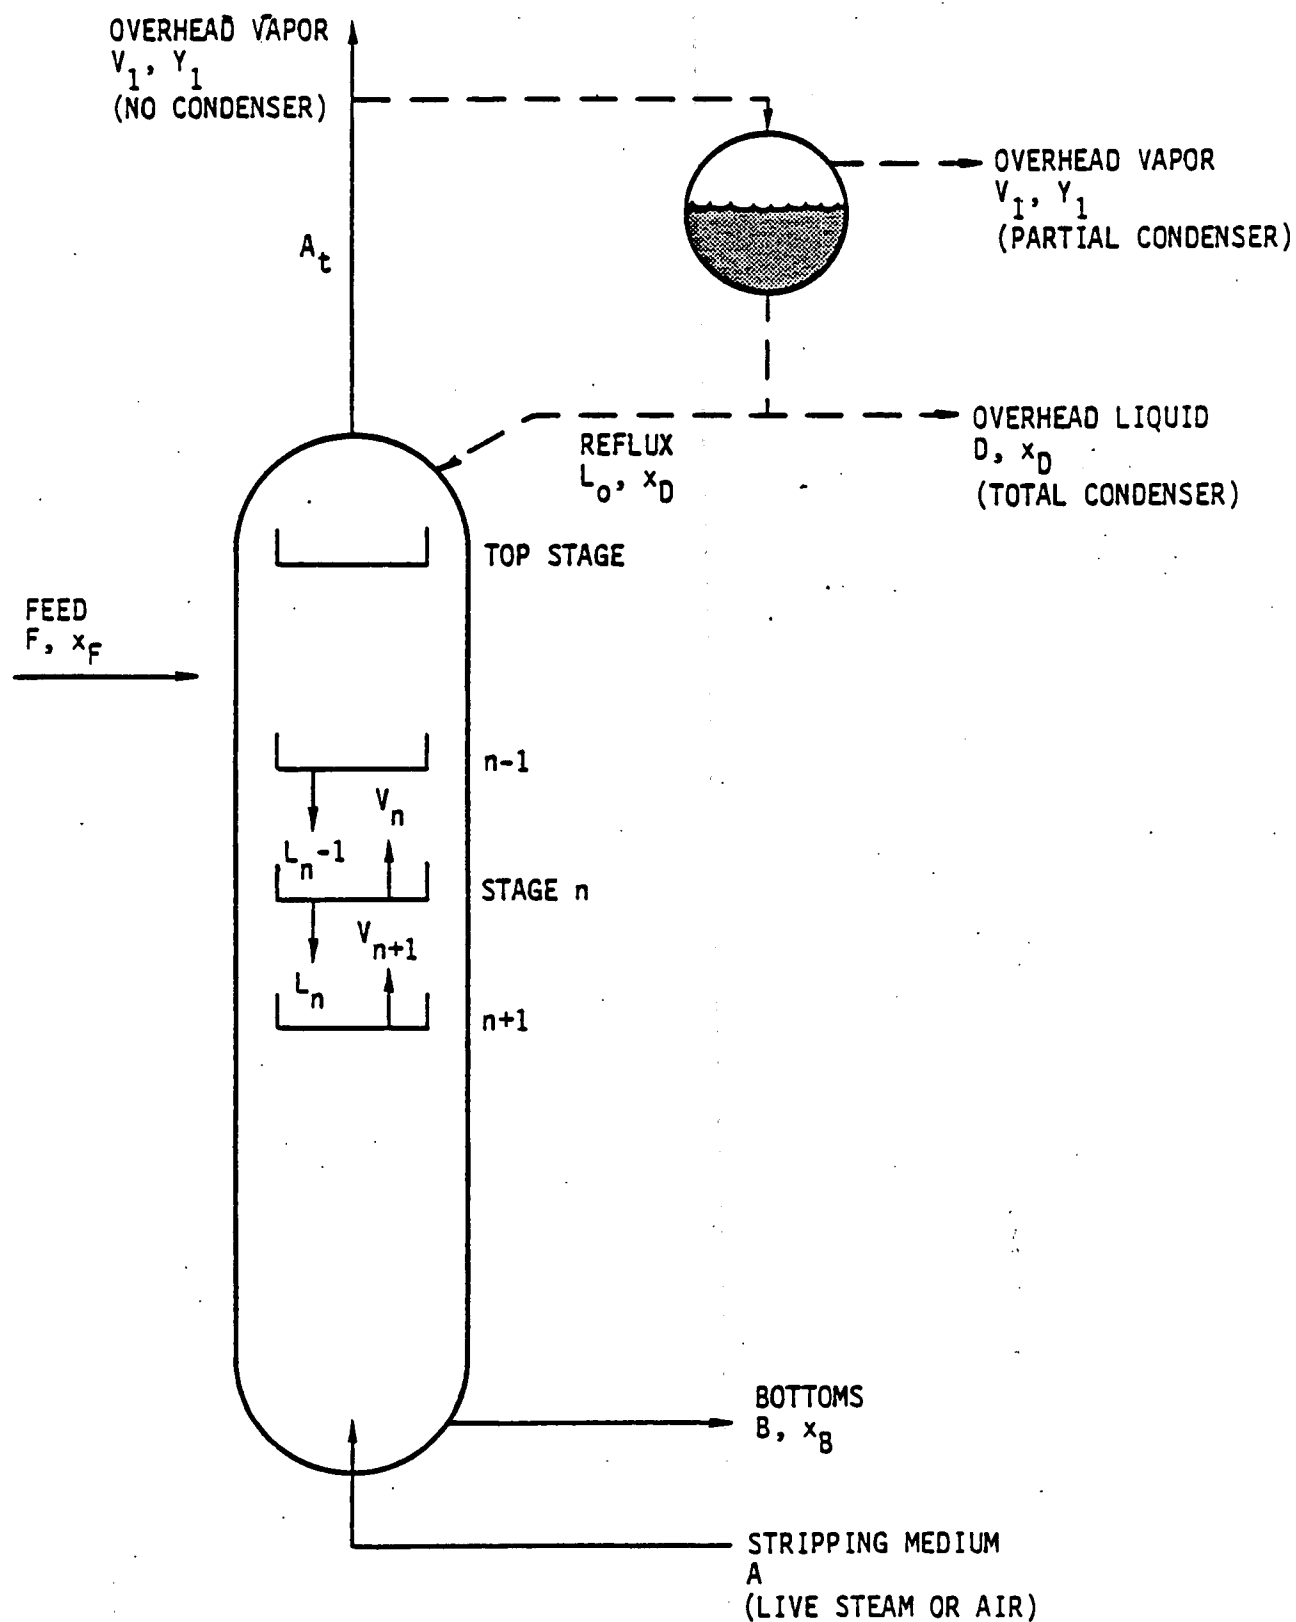 OVERHEAD VAPOR
V1, Y1
(NO CONDENSER)
OVERHEAD VAPOR
V1, Y1
(PARTIAL CONDENSER)
At
REFLUX
Lo, xD
OVERHEAD LIQUID
D, xD
(TOTAL CONDENSER)
TOP STAGE
FEED
F, xF
n-1
Vn
Ln-1
STAGE n
Vn+1
Ln
n+1
BOTTOMS
B, xB
STRIPPING MEDIUM
A
(LIVE STEAM OR AIR)